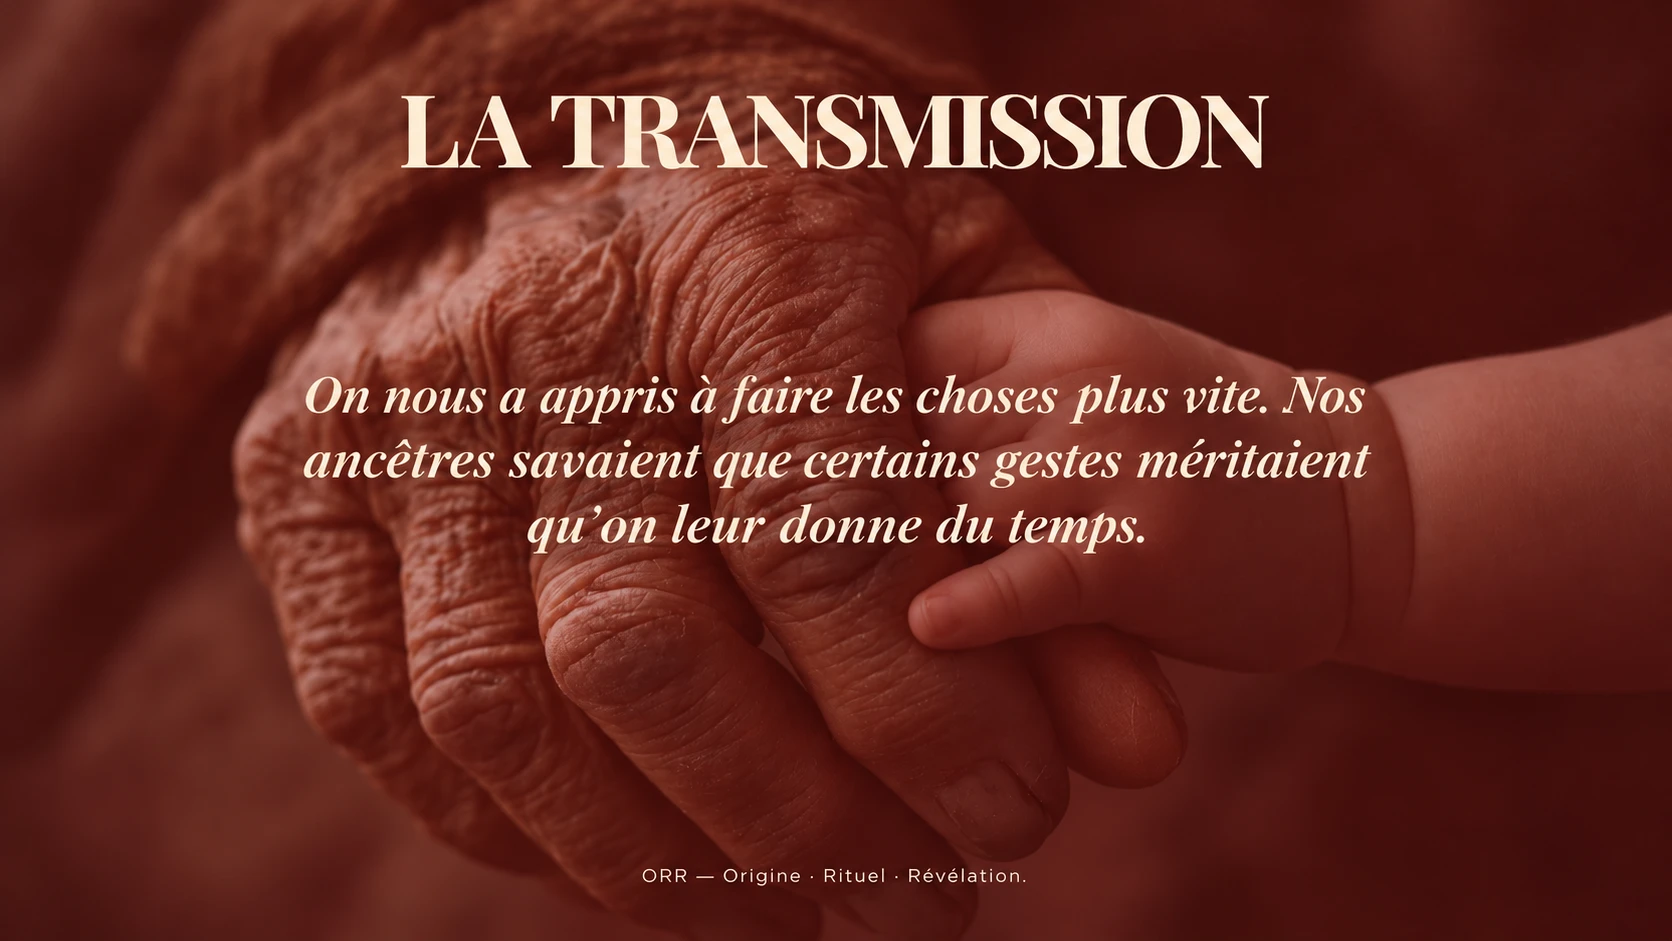 LA TRANSMISSION
On nous a appris à faire les choses plus vite. Nos
ancêtres savaient que certains gestes méritaient
qu’on leur donne du temps.
ORR — Origine · Rituel · Révélation.